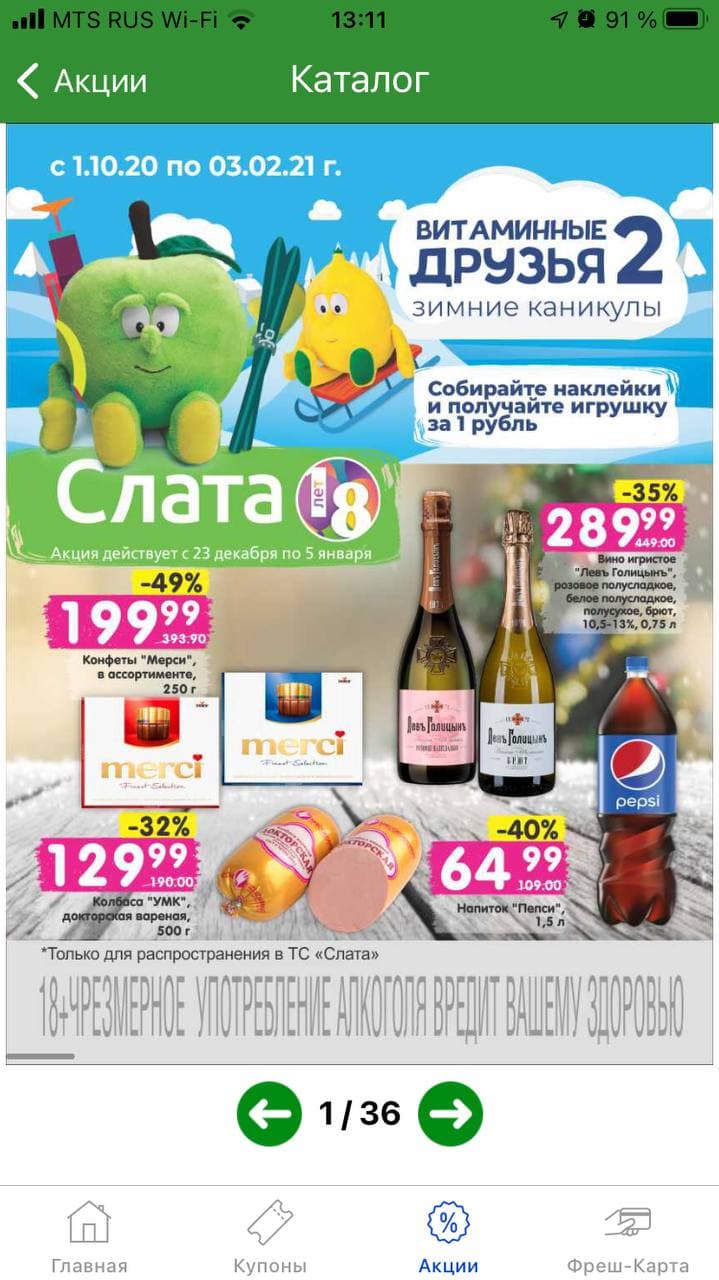 MTS RUS Wi-Fi 13:11 91 %
Акции Каталог
с 1.10.20 по 03.02.21 г.
ВИТАМИННЫЕ
ДРУЗЬЯ 2
ЗИМНИЕ КАНИКУЛЫ
Собирайте наклейки
и получайте игрушку
за 1 рубль
Слата 18 лет
Акция действует с 23 декабря по 5 января
-35%
289 99
449.00
Вино игристое
"Левъ Голицынъ",
розовое полусладкое,
белое полусладкое,
полусухое, брют,
10,5-13%, 0,75 л
-49%
199 99
393.90
Конфеты "Мерси",
в ассортименте,
250 г
merci
Finest Selection
merci
Finest Selection
Левъ Голицынъ
Левъ Голицынъ
БРЮТ
pepsi
-32%
129 99
190.00
Колбаса "УМК",
докторская вареная,
500 г
ДОКТОРСКАЯ
ДОКТОРСКАЯ
-40%
64 99
109.00
Напиток "Пепси",
1,5 л
*Только для распространения в ТС «Слата»
18+ЧРЕЗМЕРНОЕ УПОТРЕБЛЕНИЕ АЛКОГОЛЯ ВРЕДИТ ВАШЕМУ ЗДОРОВЬЮ
1 / 36
Главная Купоны Акции Фреш-Карта